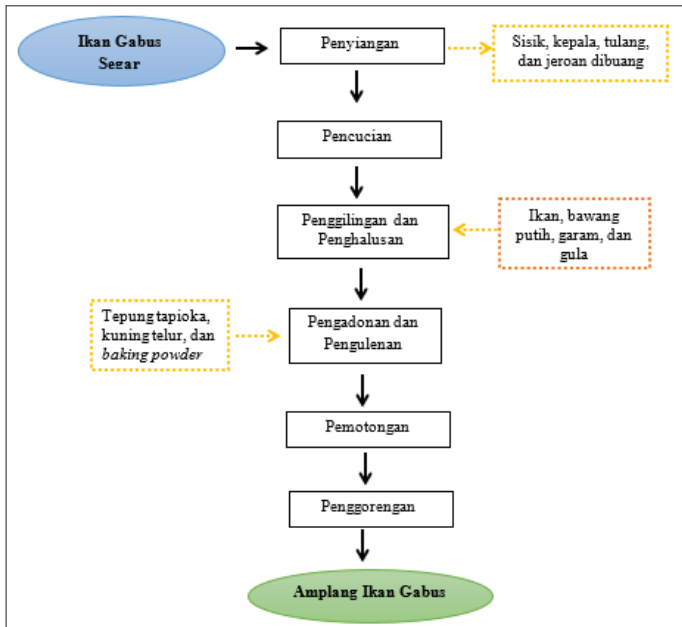 Ikan Gabus
Segar
Penyiangan
Sisik, kepala, tulang,
dan jeroan dibuang
Pencucian
Penggilingan dan
Penghalusan
Ikan, bawang
putih, garam, dan
gula
Tepung tapioka,
kuning telur, dan
baking powder
Pengadonan dan
Pengulenan
Pemotongan
Penggorengan
Amplang Ikan Gabus